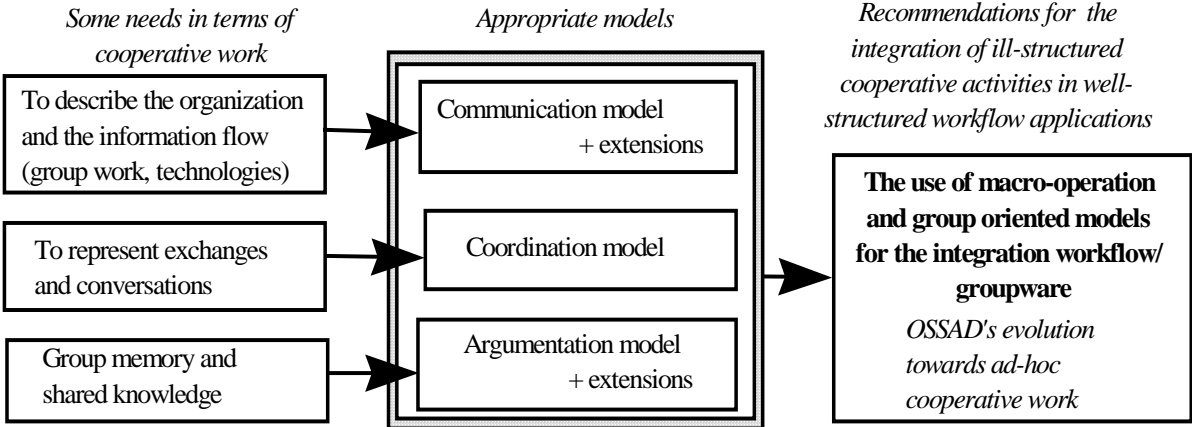 Some needs in terms of
cooperative work
To describe the organization
and the information flow
(group work, technologies)
To represent exchanges
and conversations
Group memory and
shared knowledge
Appropriate models
Communication model
+ extensions
Coordination model
Argumentation model
+ extensions
Recommendations for the
integration of ill-structured
cooperative activities in well-
structured workflow applications
The use of macro-operation
and group oriented models
for the integration workflow/
groupware
OSSAD's evolution
towards ad-hoc
cooperative work